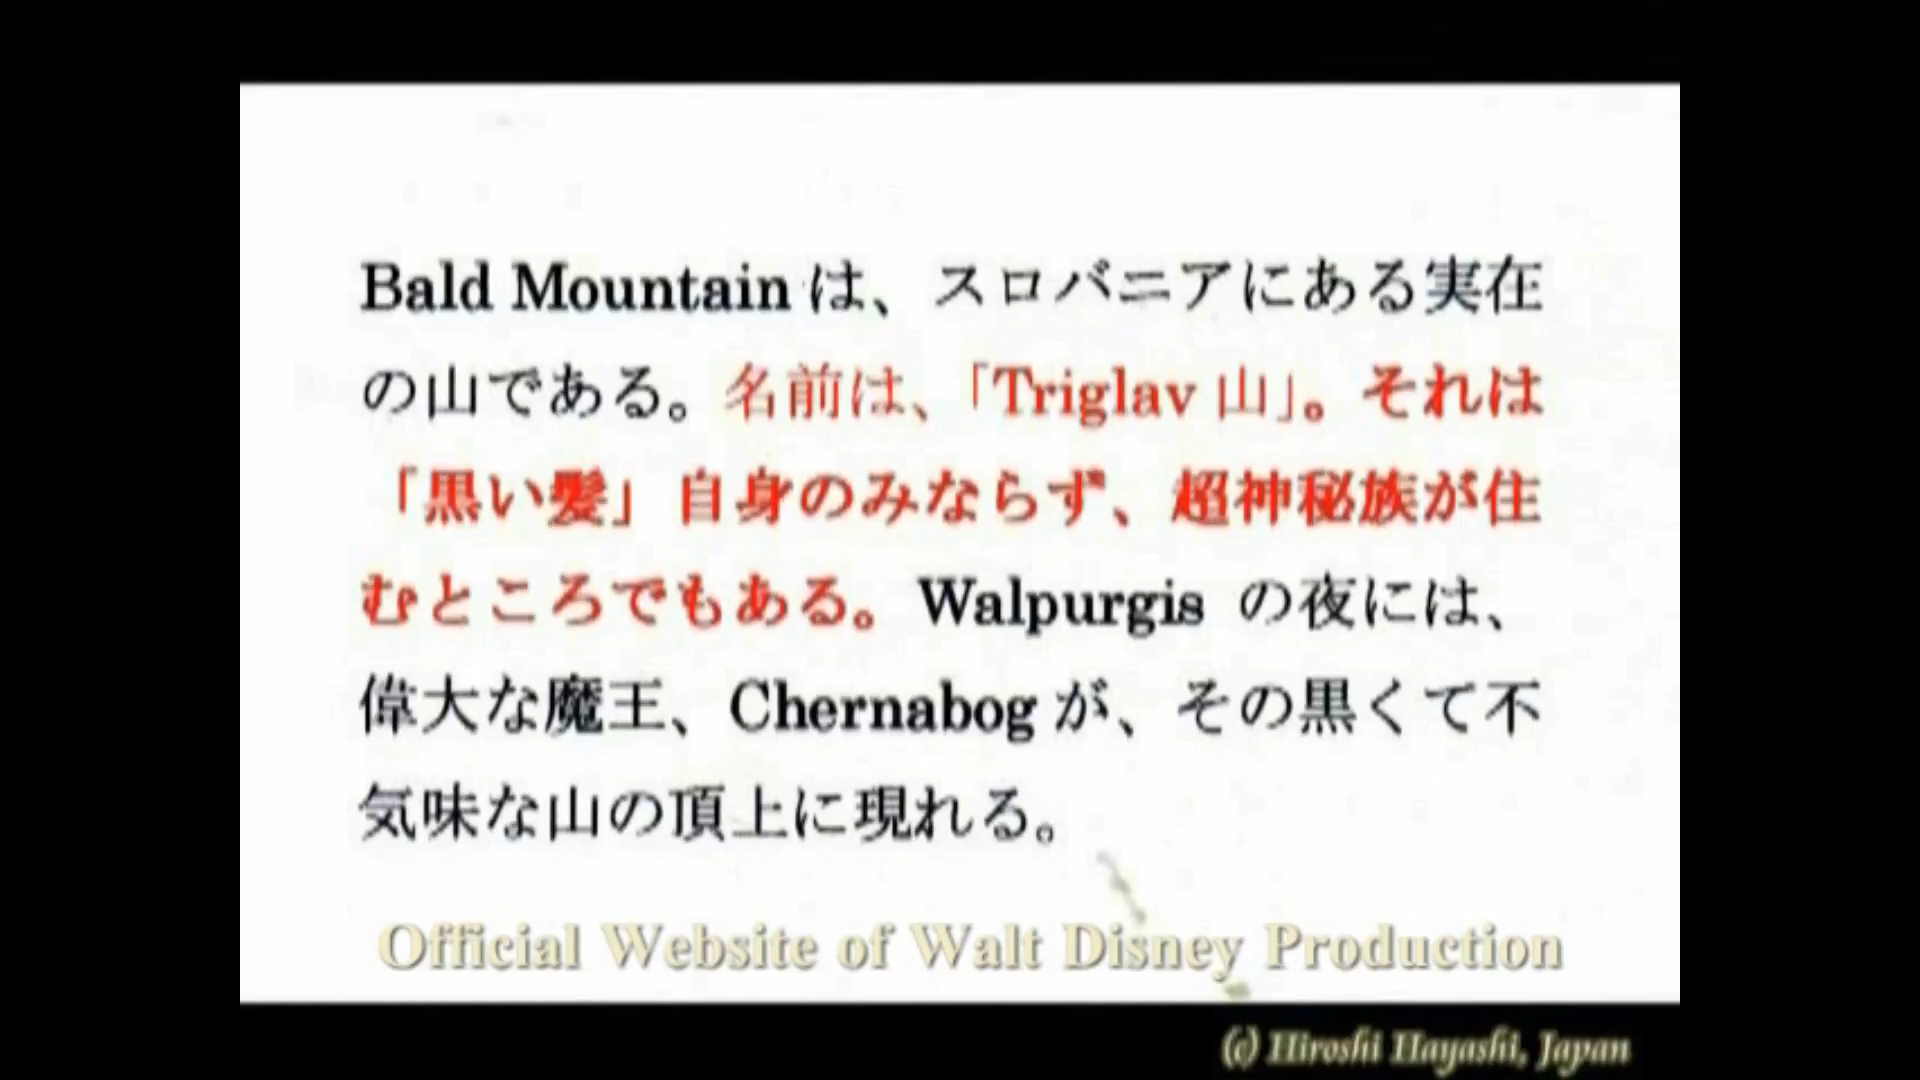 Bald Mountain は、スロバニアにある実在
の山である。名前は、「Triglav 山」。それは
「黒い髪」自身のみならず、超神秘族が住
むところでもある。Walpurgis の夜には、
偉大な魔王、Chernabog が、その黒くて不
気味な山の頂上に現れる。
Official Website of Walt Disney Production
(c) Hiroshi Hayashi, Japan